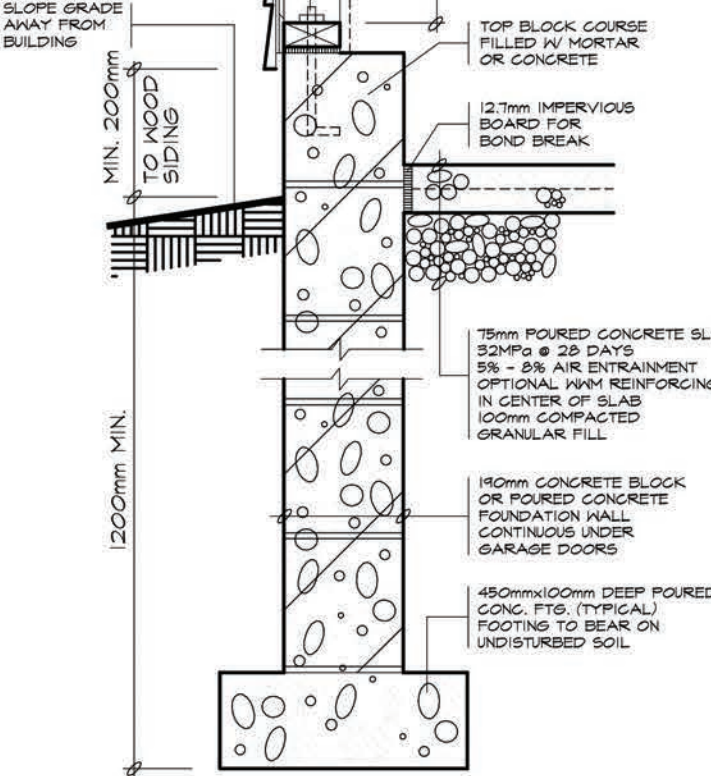 SLOPE GRADE
AWAY FROM
BUILDING
MIN. 200mm
TO WOOD
SIDING
1200mm MIN.
TOP BLOCK COURSE
FILLED W/ MORTAR
OR CONCRETE
12.7mm IMPERVIOUS
BOARD FOR
BOND BREAK
75mm POURED CONCRETE SL
32MPa @ 28 DAYS
5% - 8% AIR ENTRAINMENT
OPTIONAL WWM REINFORCING
IN CENTER OF SLAB
100mm COMPACTED
GRANULAR FILL
190mm CONCRETE BLOCK
OR POURED CONCRETE
FOUNDATION WALL
CONTINUOUS UNDER
GARAGE DOORS
450mmx100mm DEEP POURED
CONC. FTG. (TYPICAL)
FOOTING TO BEAR ON
UNDISTURBED SOIL